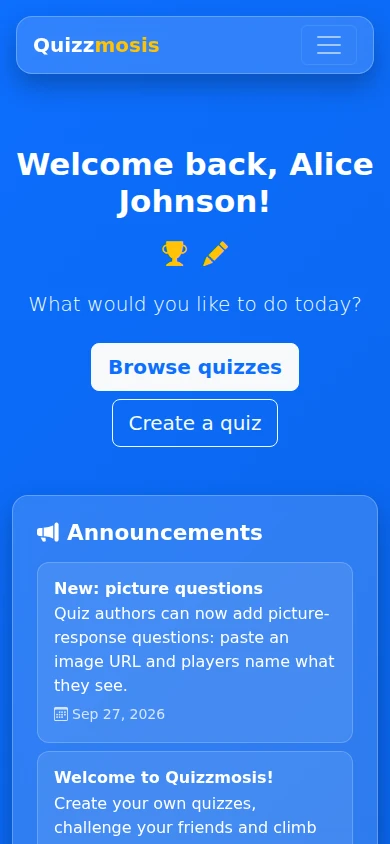 Quizzmosis
Welcome back, Alice
Johnson!
What would you like to do today?
Browse quizzes
Create a quiz
Announcements
New: picture questions
Quiz authors can now add picture-
response questions: paste an
image URL and players name what
they see.
Sep 27, 2026
Welcome to Quizzmosis!
Create your own quizzes,
challenge your friends and climb